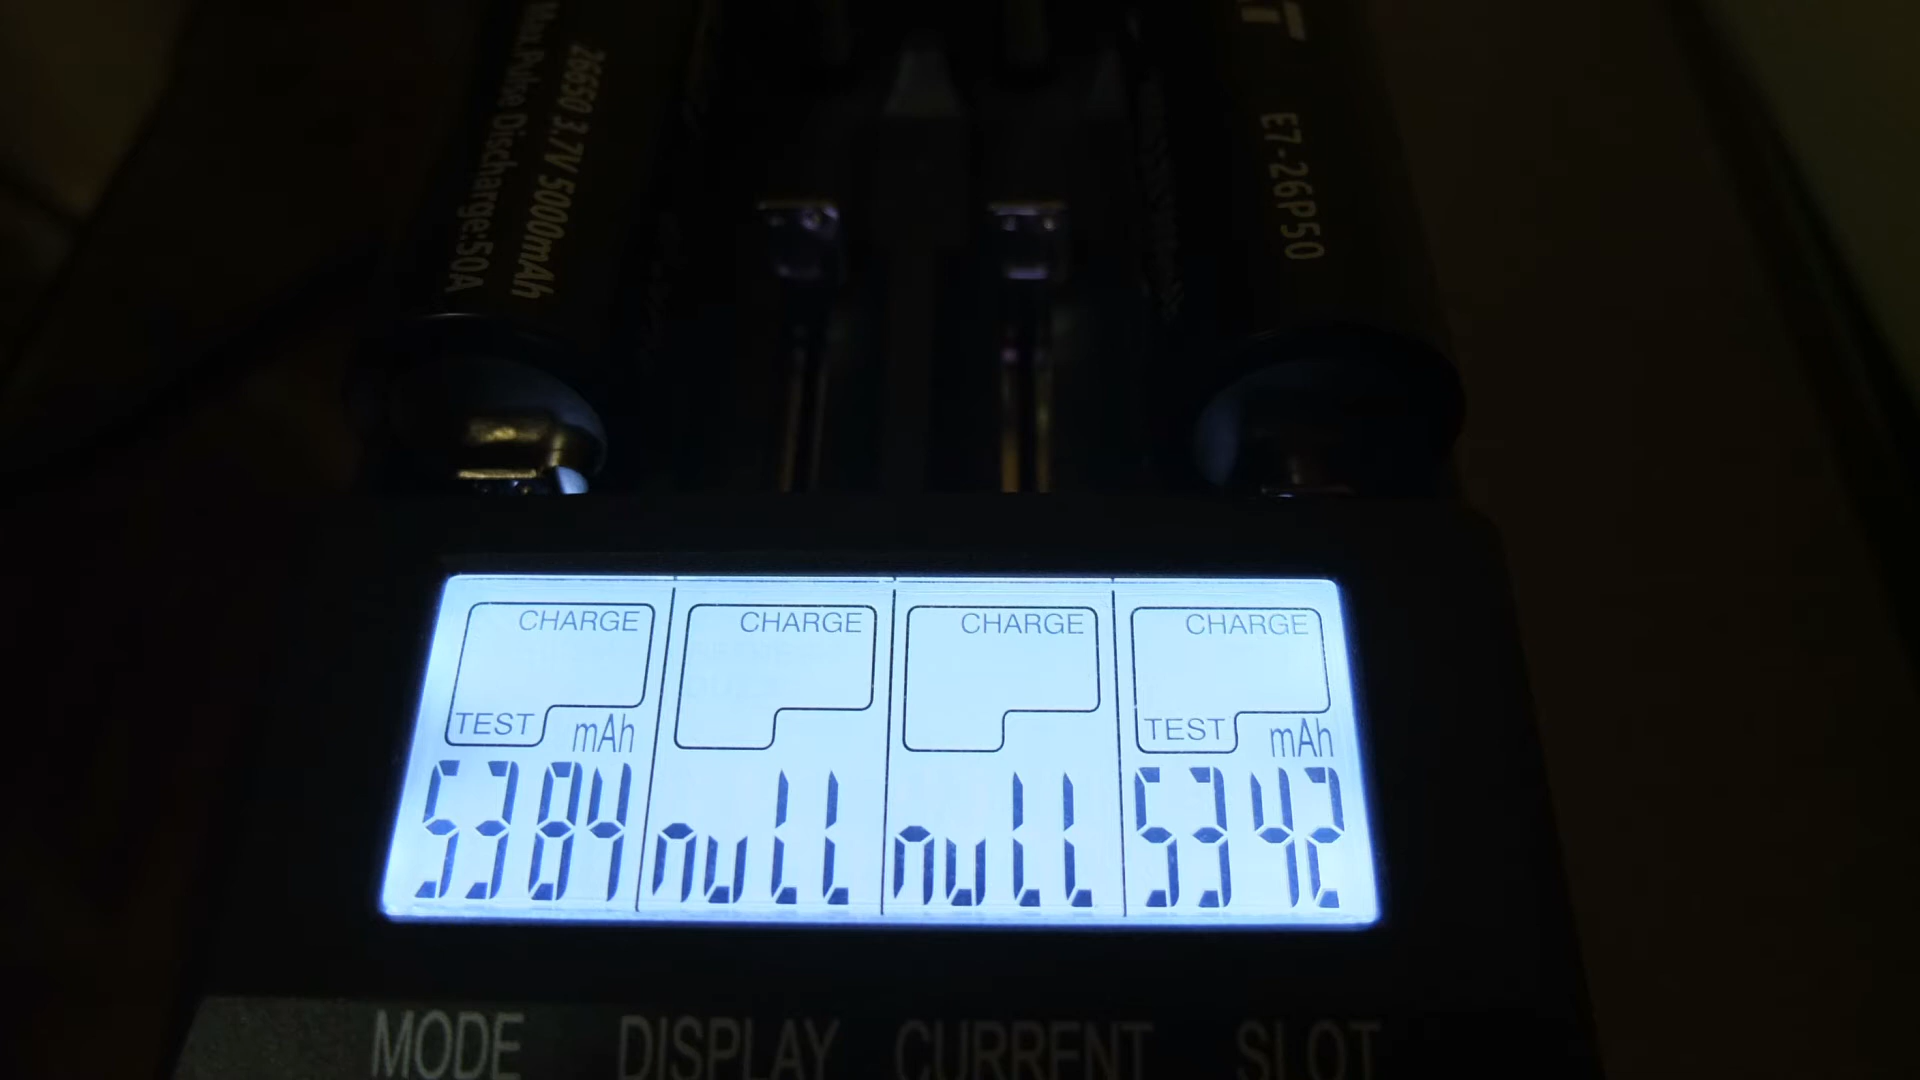 26650 3.7V 5000mAh
Max.Pulse Discharge:50A
E7-26P50
CHARGE CHARGE CHARGE CHARGE
TEST mAh TEST mAh
5384 null null 5342
MODE DISPLAY CURRENT SLOT